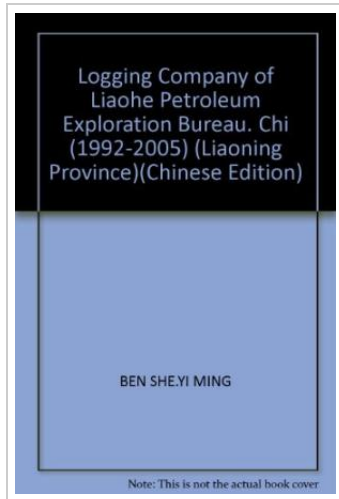 Logging Company of
Liaohe Petroleum
Exploration Bureau. Chi
(1992-2005) (Liaoning
Province)(Chinese Edition)
BEN SHE.YI MING
Note: This is not the actual book cover